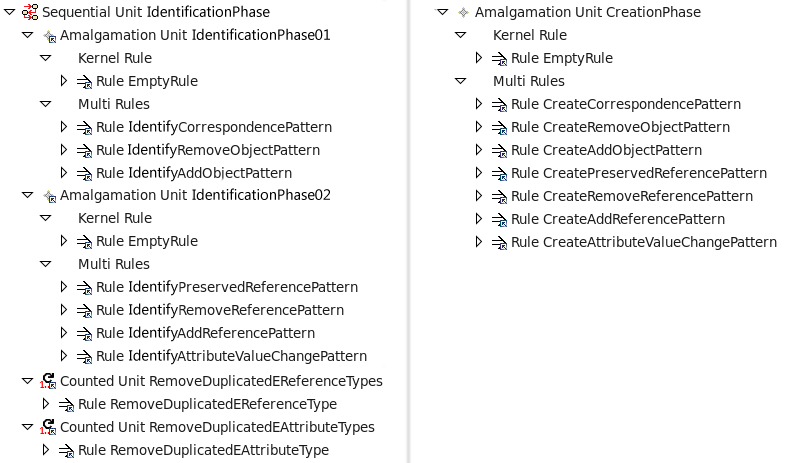 Sequential Unit IdentificationPhase
Amalgamation Unit IdentificationPhase01
Kernel Rule
Rule EmptyRule
Multi Rules
Rule IdentifyCorrespondencePattern
Rule IdentifyRemoveObjectPattern
Rule IdentifyAddObjectPattern
Amalgamation Unit IdentificationPhase02
Kernel Rule
Rule EmptyRule
Multi Rules
Rule IdentifyPreservedReferencePattern
Rule IdentifyRemoveReferencePattern
Rule IdentifyAddReferencePattern
Rule IdentifyAttributeValueChangePattern
Counted Unit RemoveDuplicatedEReferenceTypes
Rule RemoveDuplicatedEReferenceType
Counted Unit RemoveDuplicatedEAttributeTypes
Rule RemoveDuplicatedEAttributeType
Amalgamation Unit CreationPhase
Kernel Rule
Rule EmptyRule
Multi Rules
Rule CreateCorrespondencePattern
Rule CreateRemoveObjectPattern
Rule CreateAddObjectPattern
Rule CreatePreservedReferencePattern
Rule CreateRemoveReferencePattern
Rule CreateAddReferencePattern
Rule CreateAttributeValueChangePattern